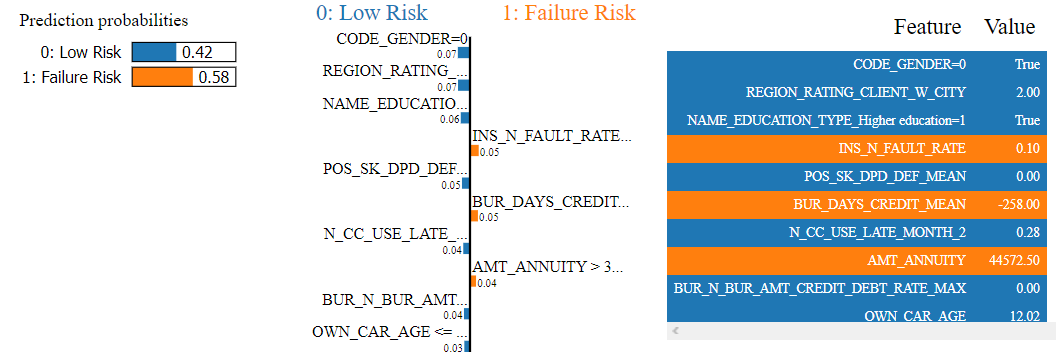 Prediction probabilities
0: Low Risk 0.42
1: Failure Risk 0.58
0: Low Risk 1: Failure Risk
CODE_GENDER=0
0.07
REGION_RATING_...
0.07
NAME_EDUCATIO...
0.06
INS_N_FAULT_RATE...
0.05
POS_SK_DPD_DEF...
0.05
BUR_DAYS_CREDIT...
0.05
N_CC_USE_LATE_...
0.04
AMT_ANNUITY > 3...
0.04
BUR_N_BUR_AMT...
0.04
OWN_CAR_AGE <= ...
0.03
Feature Value
CODE_GENDER=0 True
REGION_RATING_CLIENT_W_CITY 2.00
NAME_EDUCATION_TYPE_Higher education=1 True
INS_N_FAULT_RATE 0.10
POS_SK_DPD_DEF_MEAN 0.00
BUR_DAYS_CREDIT_MEAN -258.00
N_CC_USE_LATE_MONTH_2 0.28
AMT_ANNUITY 44572.50
BUR_N_BUR_AMT_CREDIT_DEBT_RATE_MAX 0.00
OWN_CAR_AGE 12.02